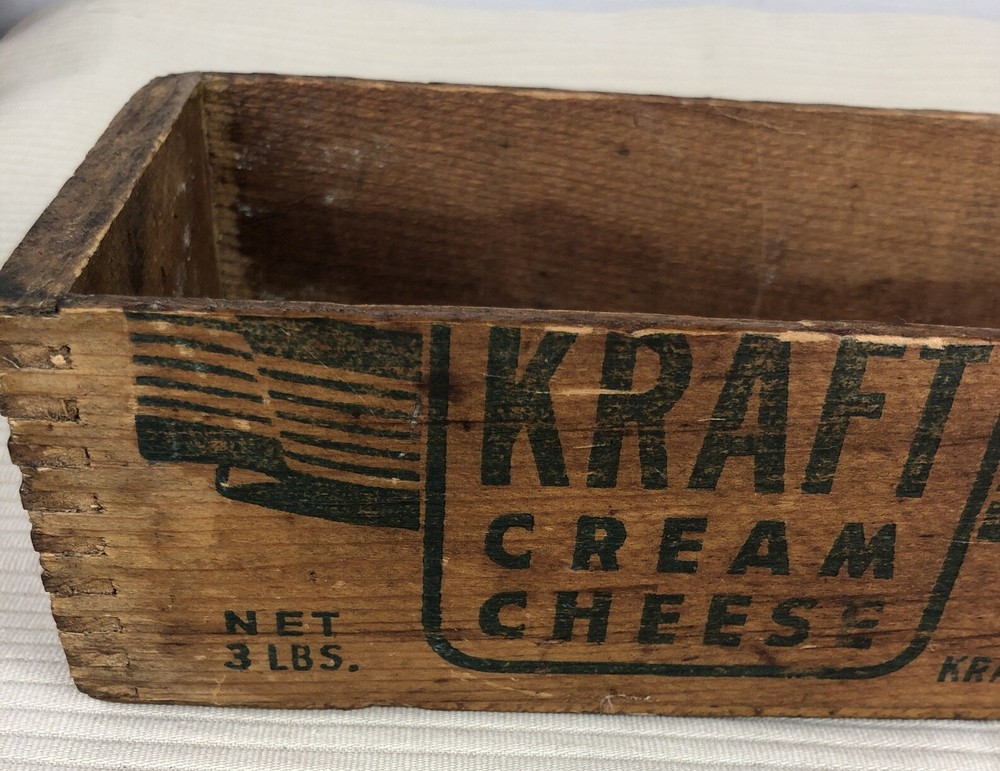 KRAFT
CREAM
CHEESE
NET
3 LBS.